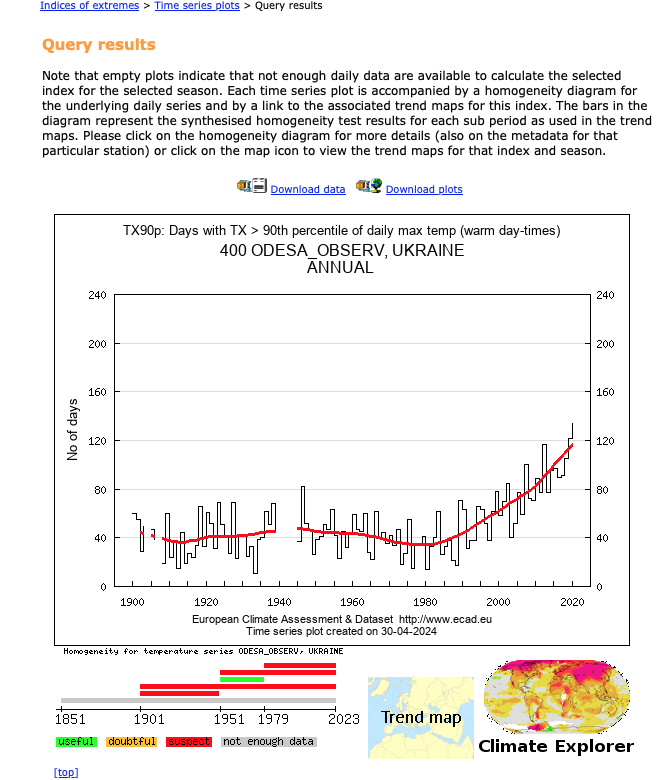 Indices of extremes > Time series plots > Query results
Query results
Note that empty plots indicate that not enough daily data are available to calculate the selected
index for the selected season. Each time series plot is accompanied by a homogeneity diagram for
the underlying daily series and by a link to the associated trend maps for this index. The bars in the
diagram represent the synthesised homogeneity test results for each sub period as used in the trend
maps. Please click on the homogeneity diagram for more details (also on the metadata for that
particular station) or click on the map icon to view the trend maps for that index and season.
Download data Download plots
TX90p: Days with TX > 90th percentile of daily max temp (warm day-times)
400 ODESA_OBSERV, UKRAINE
ANNUAL
240 240
200 200
160 160
No of days
120 120
80 80
40 40
0 0
1900 1920 1940 1960 1980 2000 2020
European Climate Assessment & Dataset http://www.ecad.eu
Time series plot created on 30-04-2024
Homogeneity for temperature series ODESA_OBSERV, UKRAINE
1851 1901 1951 1979 2023
useful doubtful suspect not enough data
Trend map
Climate Explorer
[top]